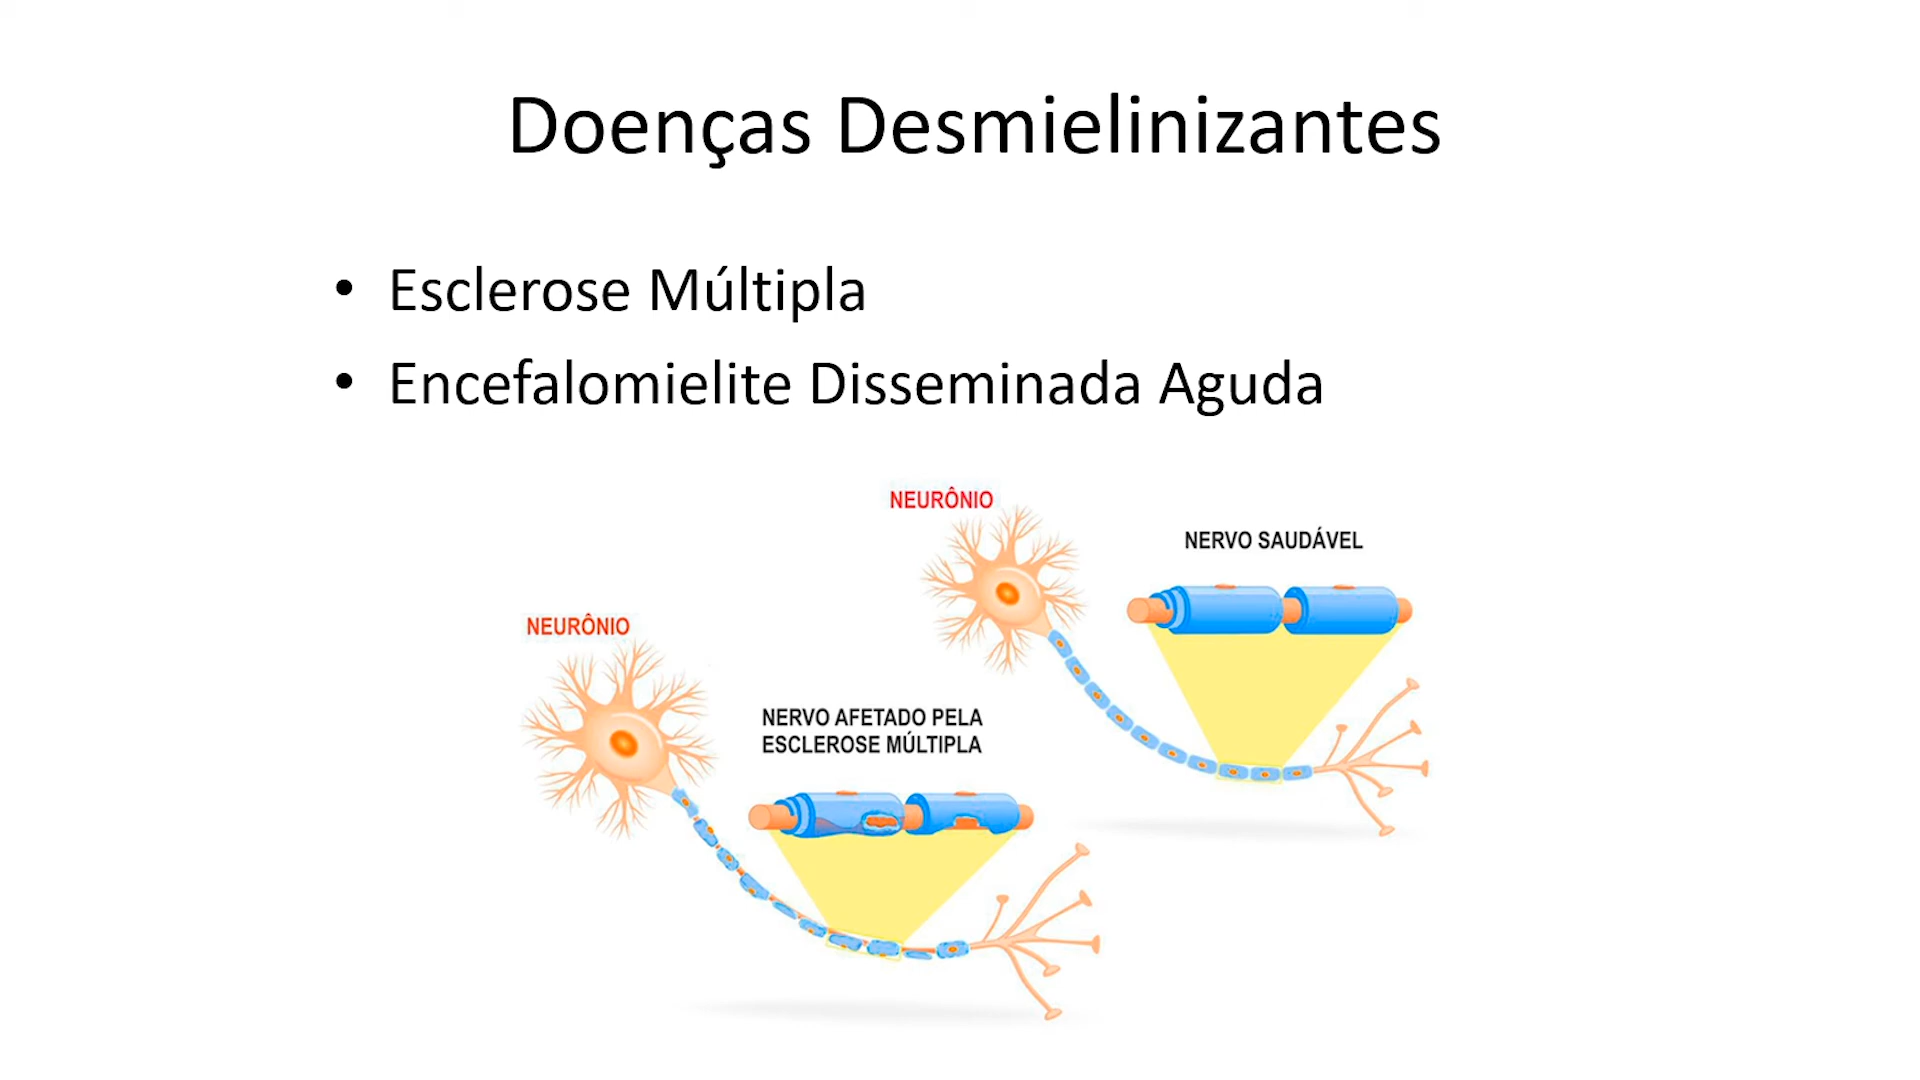 Doenças Desmielinizantes
• Esclerose Múltipla
• Encefalomielite Disseminada Aguda
NEURÔNIO
NERVO SAUDÁVEL
NEURÔNIO
NERVO AFETADO PELA
ESCLEROSE MÚLTIPLA